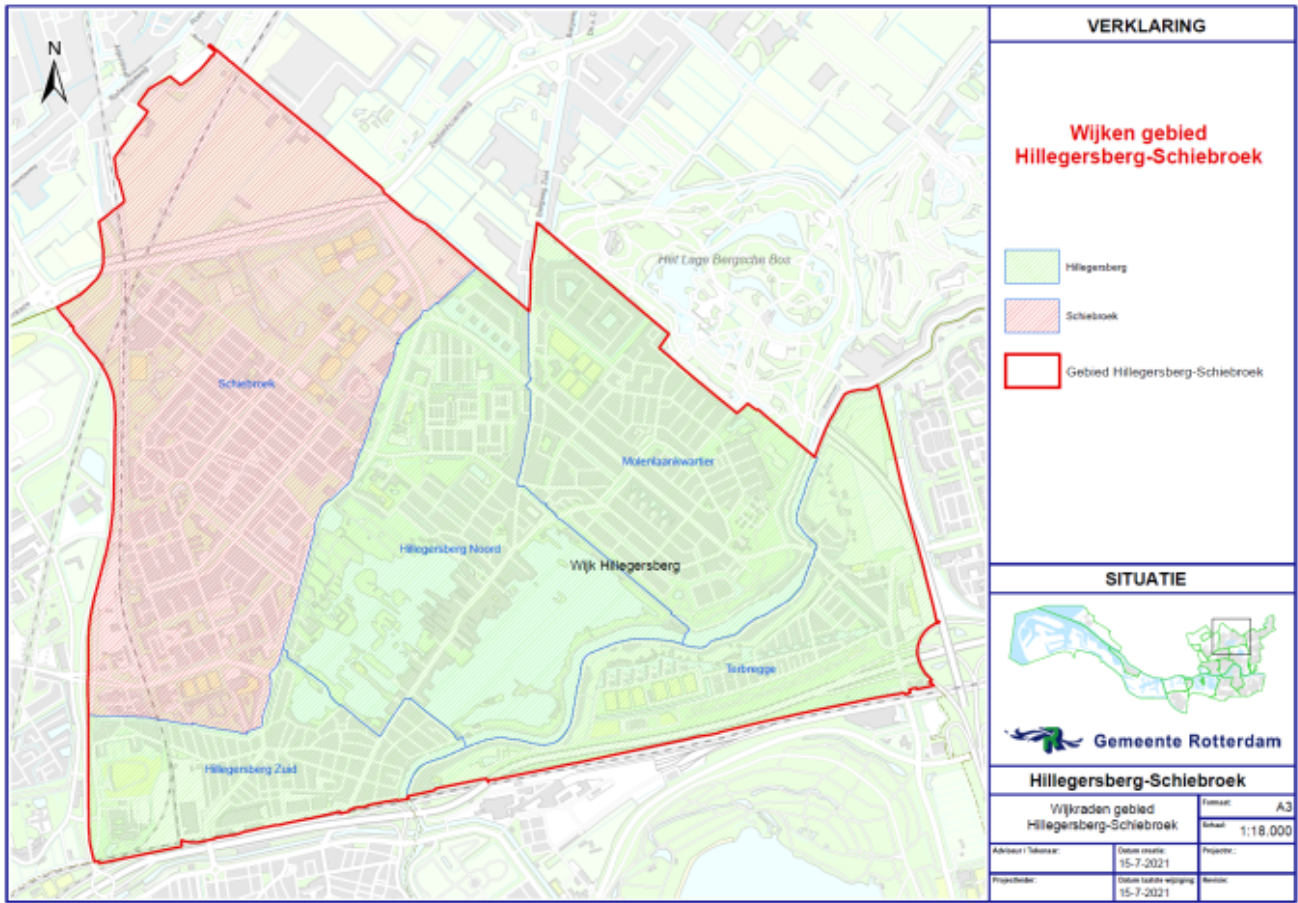 N
Het Lage Bergsche Bos
Schiebroek
Molenlaankwartier
Hillegersberg Noord
Wijk Hillegersberg
Terbregge
Hillegersberg Zuid
VERKLARING
Wijken gebied
Hillegersberg-Schiebroek
Hillegersberg
Schiebroek
Gebied Hillegersberg-Schiebroek
SITUATIE
Gemeente Rotterdam
Hillegersberg-Schiebroek
Wijkraden gebied
Hillegersberg-Schiebroek
Formaat:
A3
Schaal:
1:18.000
Adviseur / Tekenaar:
Datum creatie:
15-7-2021
Projectnr.:
Projectleider:
Datum laatste wijziging:
15-7-2021
Revisie: